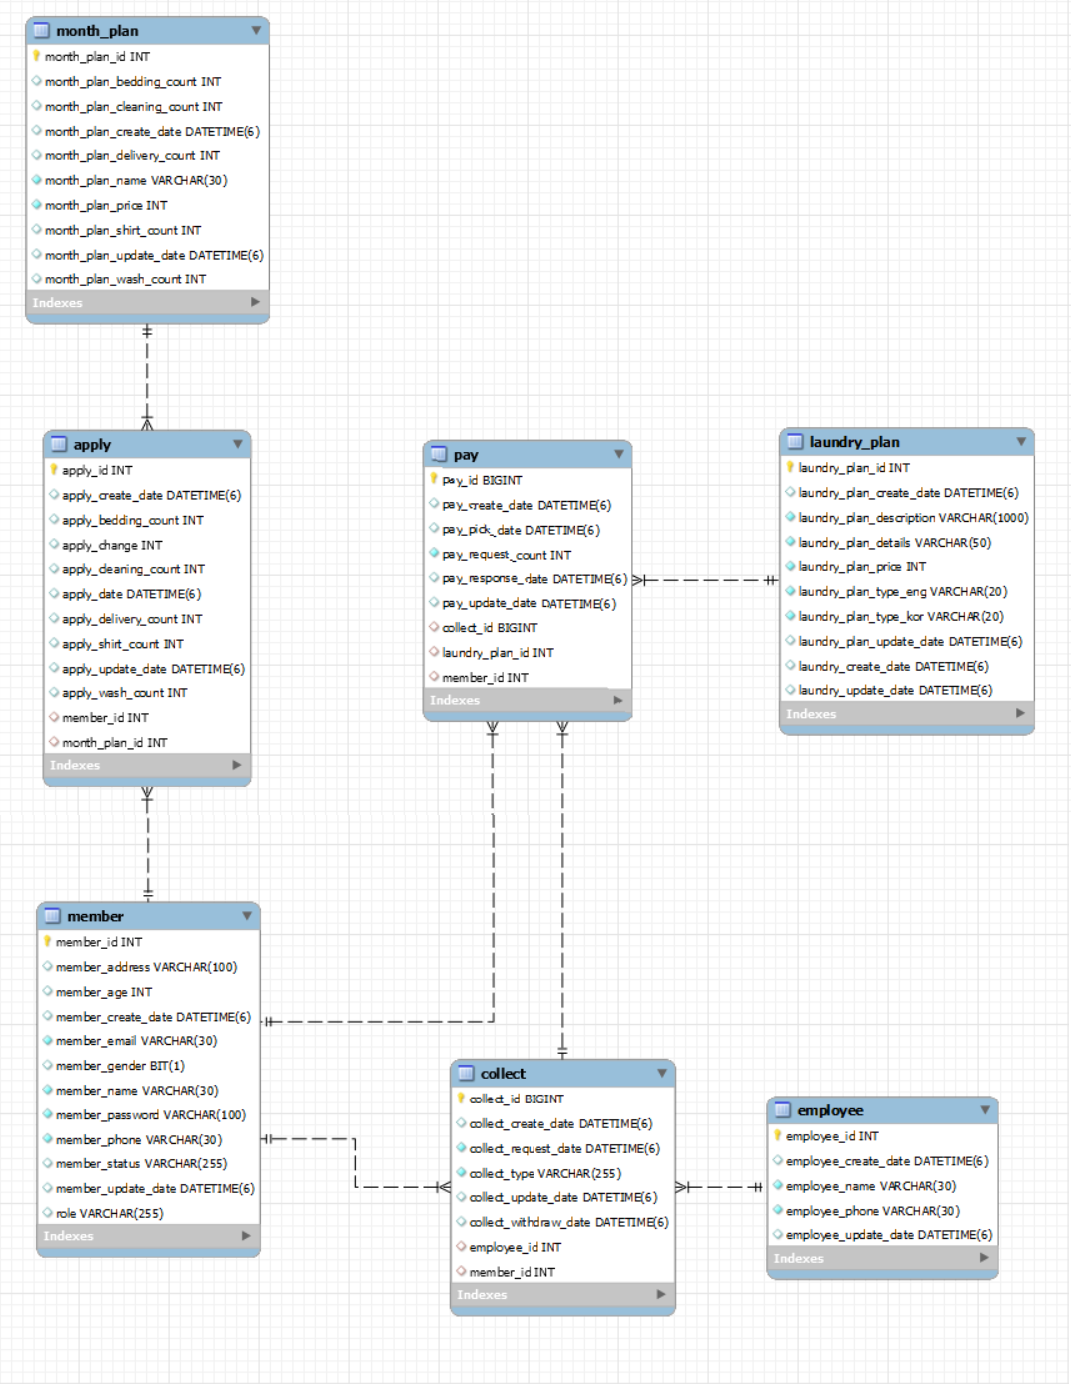 month_plan
month_plan_id INT
month_plan_bedding_count INT
month_plan_cleaning_count INT
month_plan_create_date DATETIME(6)
month_plan_delivery_count INT
month_plan_name VARCHAR(30)
month_plan_price INT
month_plan_shirt_count INT
month_plan_update_date DATETIME(6)
month_plan_wash_count INT
Indexes
apply
apply_id INT
apply_create_date DATETIME(6)
apply_bedding_count INT
apply_change INT
apply_cleaning_count INT
apply_date DATETIME(6)
apply_delivery_count INT
apply_shirt_count INT
apply_update_date DATETIME(6)
apply_wash_count INT
member_id INT
month_plan_id INT
Indexes
pay
pay_id BIGINT
pay_create_date DATETIME(6)
pay_pick_date DATETIME(6)
pay_request_count INT
pay_response_date DATETIME(6)
pay_update_date DATETIME(6)
collect_id BIGINT
laundry_plan_id INT
member_id INT
Indexes
laundry_plan
laundry_plan_id INT
laundry_plan_create_date DATETIME(6)
laundry_plan_description VARCHAR(1000)
laundry_plan_details VARCHAR(50)
laundry_plan_price INT
laundry_plan_type_eng VARCHAR(20)
laundry_plan_type_kor VARCHAR(20)
laundry_plan_update_date DATETIME(6)
laundry_create_date DATETIME(6)
laundry_update_date DATETIME(6)
Indexes
member
member_id INT
member_address VARCHAR(100)
member_age INT
member_create_date DATETIME(6)
member_email VARCHAR(30)
member_gender BIT(1)
member_name VARCHAR(30)
member_password VARCHAR(100)
member_phone VARCHAR(30)
member_status VARCHAR(255)
member_update_date DATETIME(6)
role VARCHAR(255)
Indexes
collect
collect_id BIGINT
collect_create_date DATETIME(6)
collect_request_date DATETIME(6)
collect_type VARCHAR(255)
collect_update_date DATETIME(6)
collect_withdraw_date DATETIME(6)
employee_id INT
member_id INT
Indexes
employee
employee_id INT
employee_create_date DATETIME(6)
employee_name VARCHAR(30)
employee_phone VARCHAR(30)
employee_update_date DATETIME(6)
Indexes